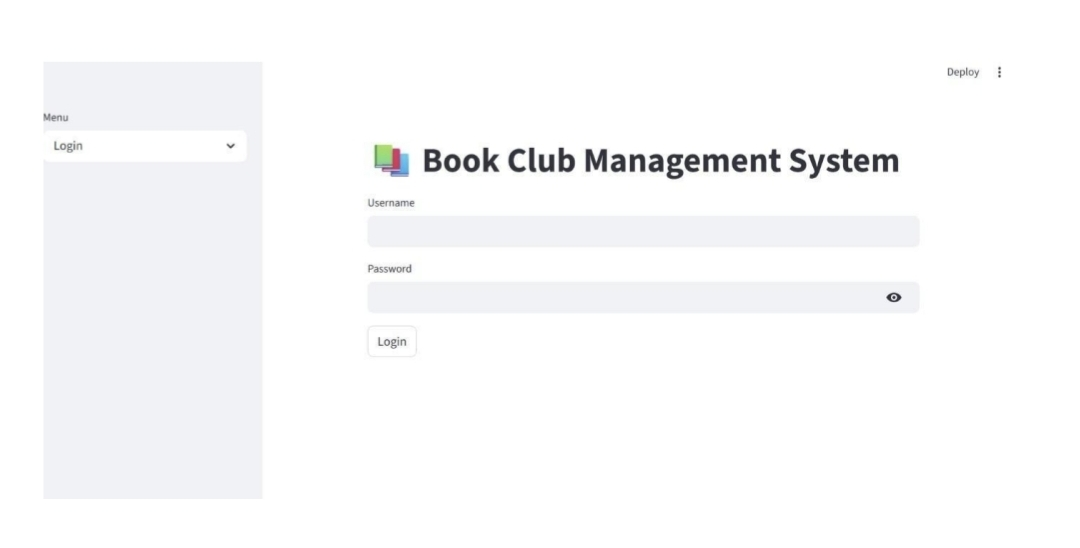 Deploy
Menu
Login
Book Club Management System
Username
Password
Login